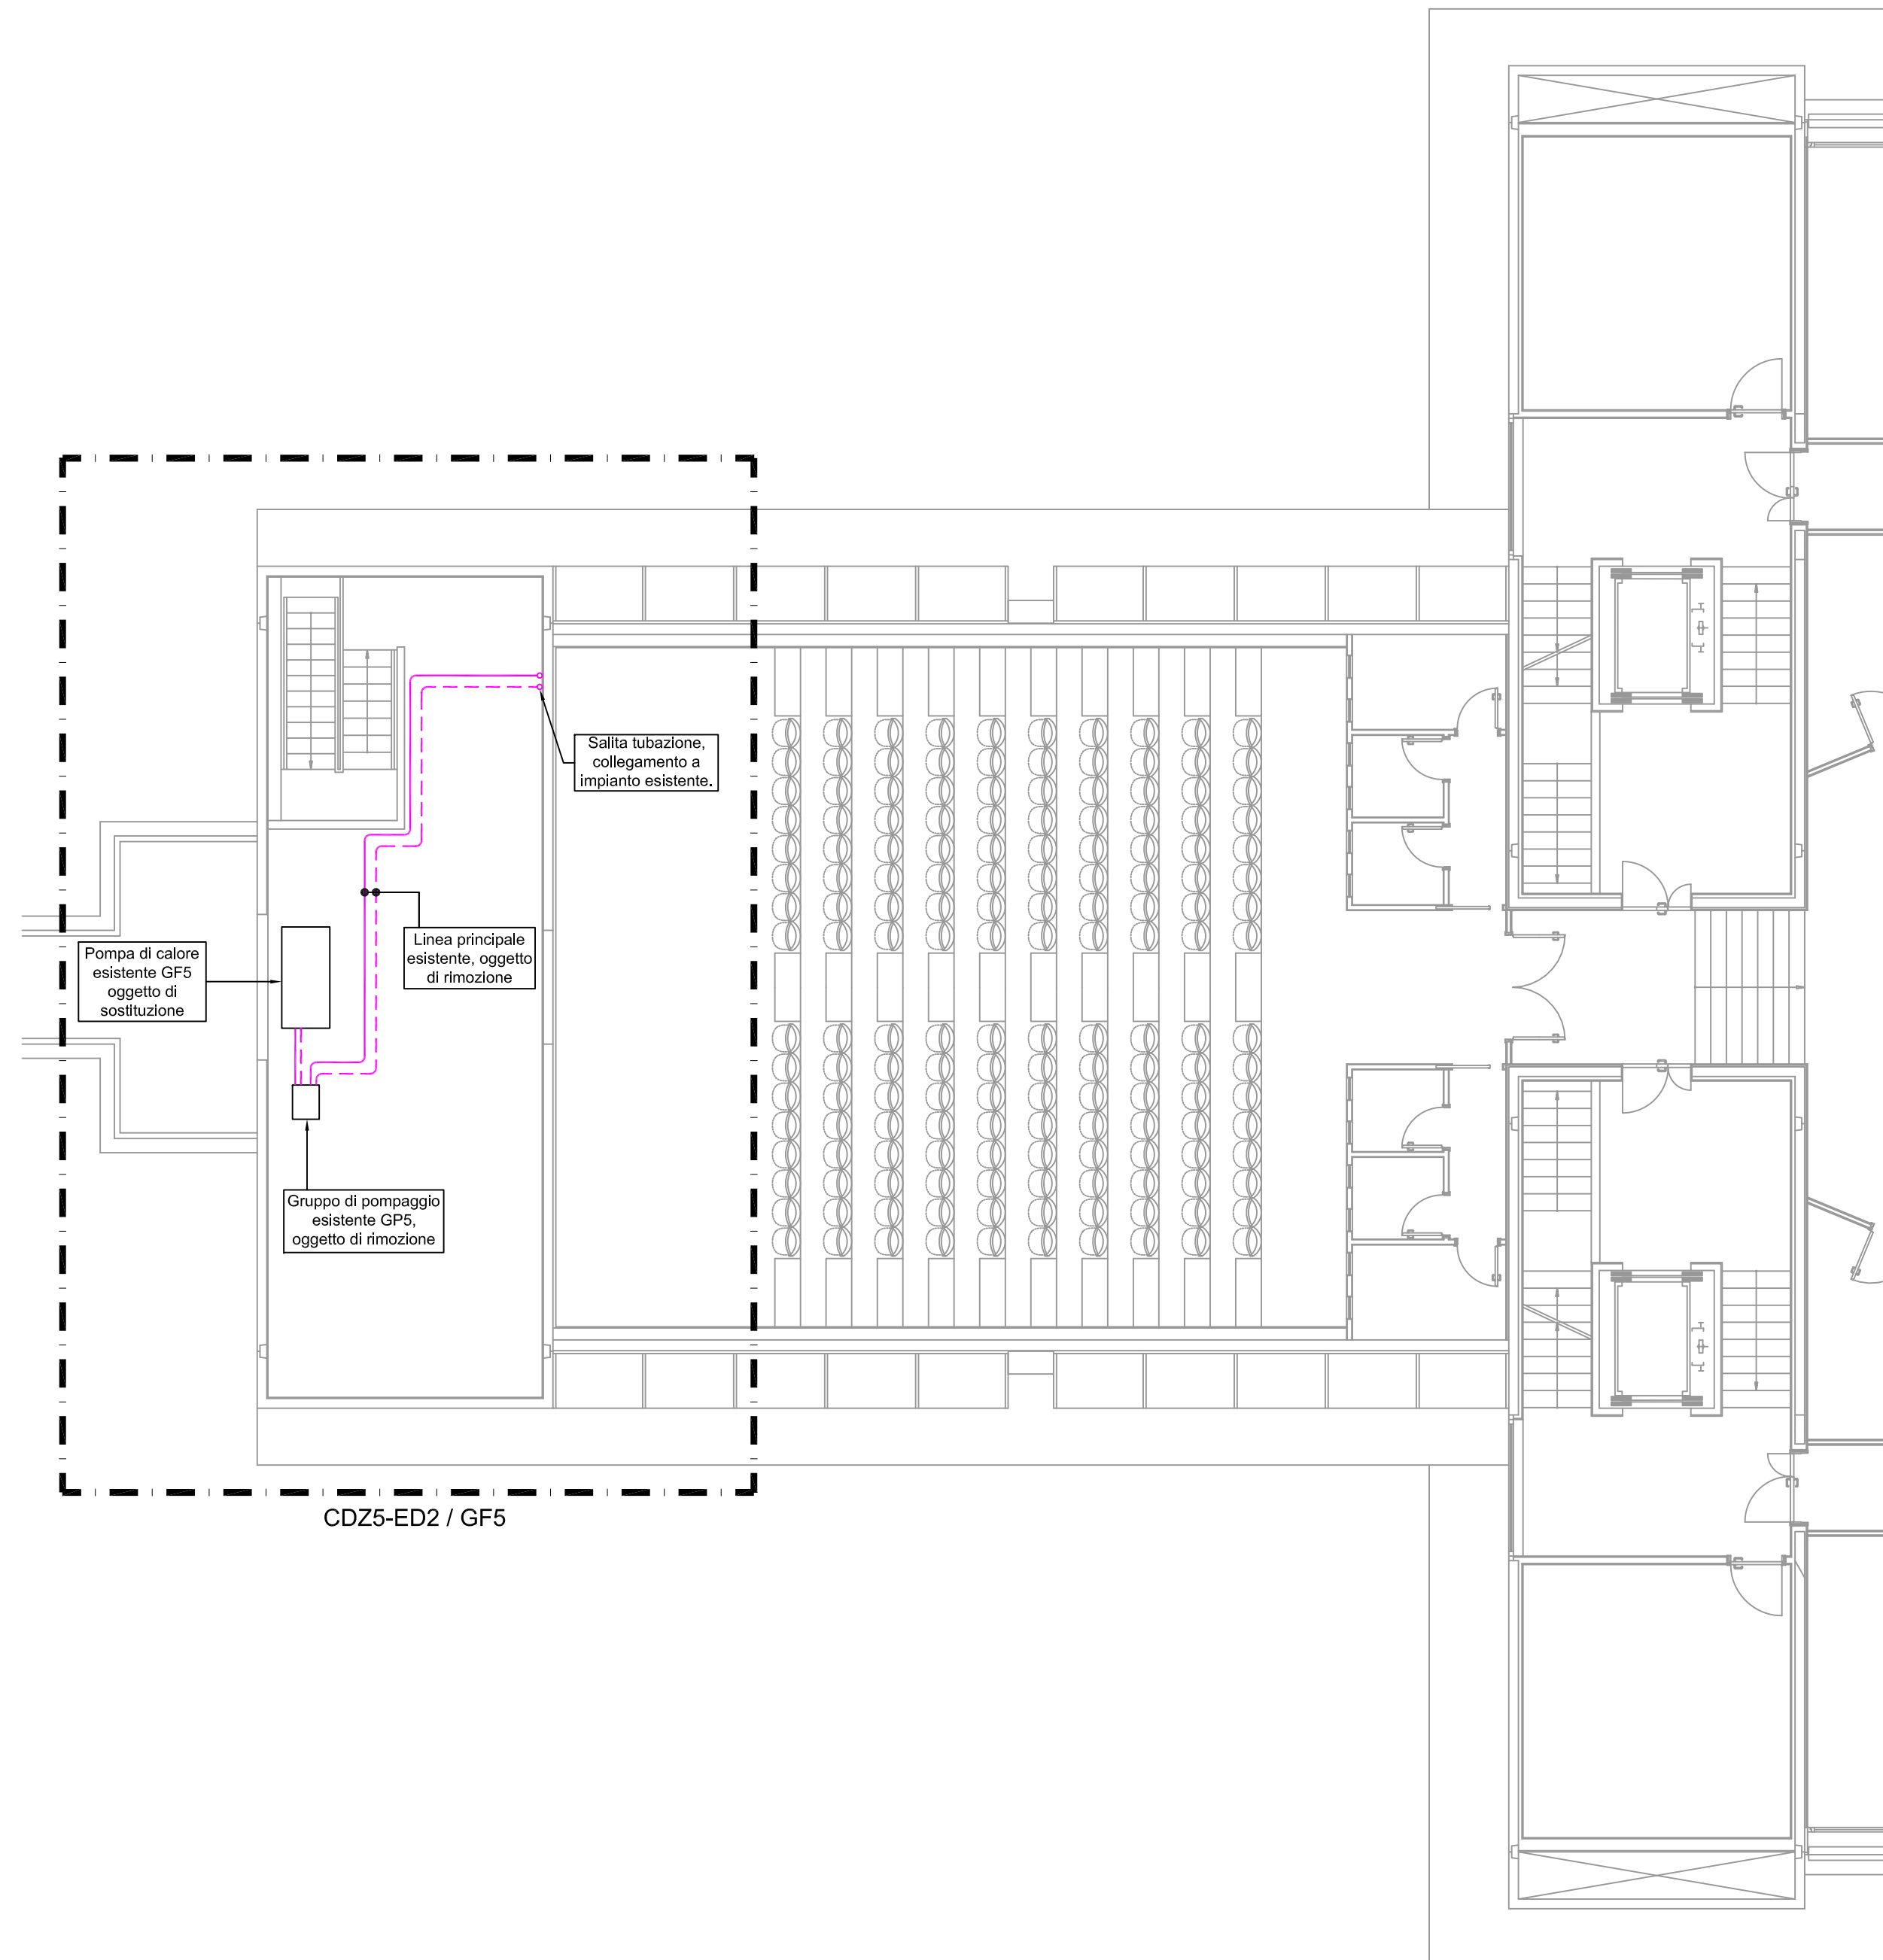 Salita tubazione,
collegamento a
impianto esistente.
Linea principale
esistente, oggetto
di rimozione
Pompa di calore
esistente GF5
oggetto di
sostituzione
Gruppo di pompaggio
esistente GP5,
oggetto di rimozione
CDZ5-ED2 / GF5